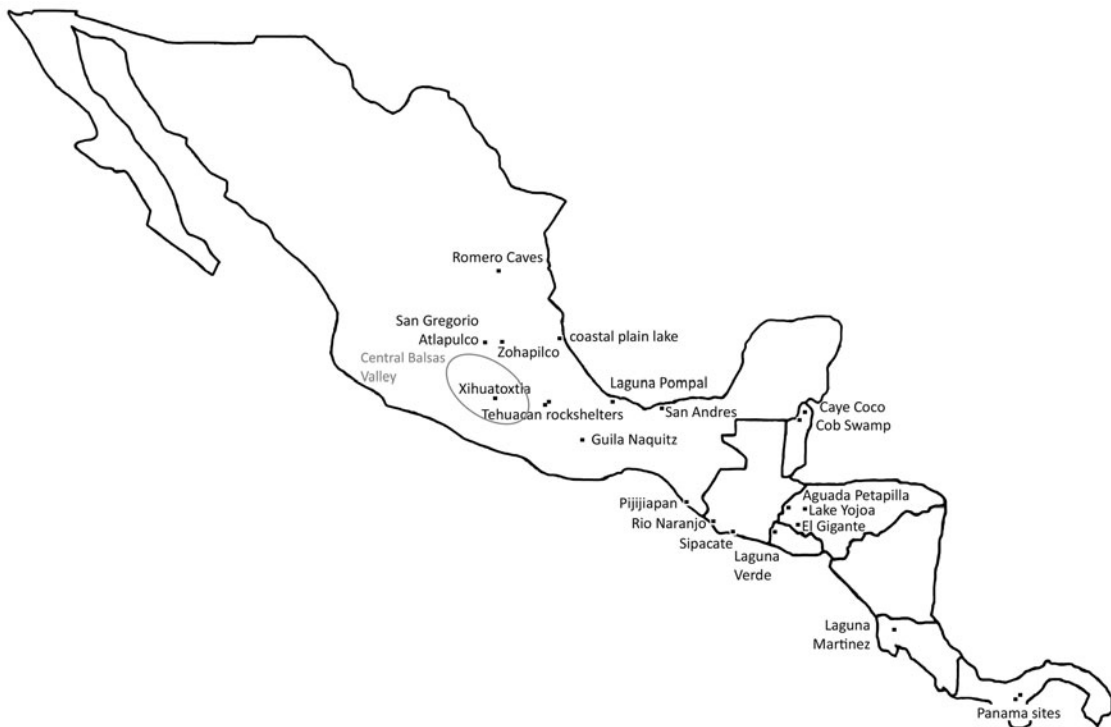 Romero Caves
San Gregorio
Atlapulco
Zohapilco
coastal plain lake
Central Balsas
Valley
Xihuatoxtla
Tehuacan rockshelters
Laguna Pompal
San Andres
Caye Coco
Cob Swamp
Guila Naquitz
Pijijiapan
Rio Naranjo
Sipacate
Laguna
Verde
Aguada Petapilla
Lake Yojoa
El Gigante
Laguna
Martinez
Panama sites